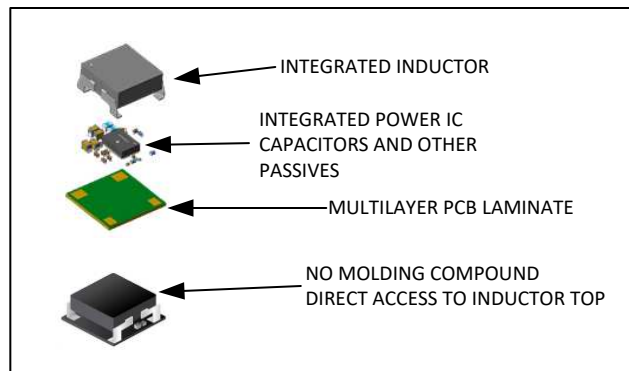 INTEGRATED INDUCTOR
INTEGRATED POWER IC
CAPACITORS AND OTHER
PASSIVES
MULTILAYER PCB LAMINATE
NO MOLDING COMPOUND
DIRECT ACCESS TO INDUCTOR TOP